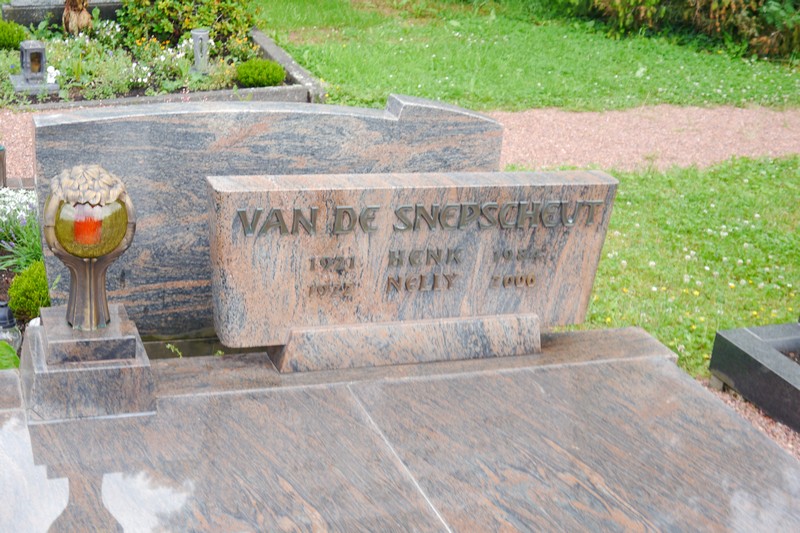 VAN DE SNEPSCHEUT
HENK
NELLY 2000